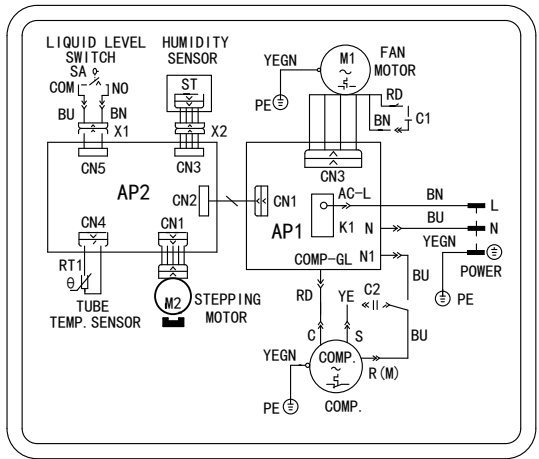 LIQUID LEVEL
SWITCH
SA
COM
NO
BU
BN
X1
CN5
HUMIDITY
SENSOR
ST
X2
CN3
AP2
CN2
CN4
CN1
RT1
θ
TUBE
TEMP. SENSOR
M2
STEPPING
MOTOR
YEGN
PE
M1
FAN
MOTOR
RD
BN
C1
CN3
CN1
AP1
AC-L
K1
N
N1
COMP-GL
BN
L
BU
N
YEGN
POWER
PE
BU
RD
YE
C2
BU
C
S
R(M)
YEGN
COMP.
PE
COMP.